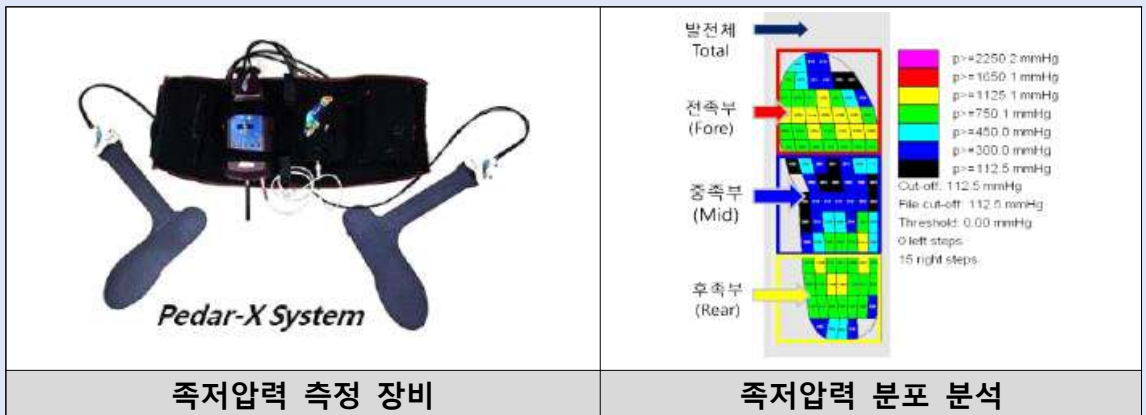 Pedar-X System
발전체
Total
전족부
(Fore)
중족부
(Mid)
후족부
(Rear)
p>=2250.2 mmHg
p>=1650.1 mmHg
p>=1125.1 mmHg
p>=750.1 mmHg
p>=450.0 mmHg
p>=300.0 mmHg
p>=112.5 mmHg
Cut-off: 112.5 mmHg
File cut-off: 112.5 mmHg
Threshold: 0.00 mmHg
0 left steps
15 right steps
족저압력 측정 장비
족저압력 분포 분석